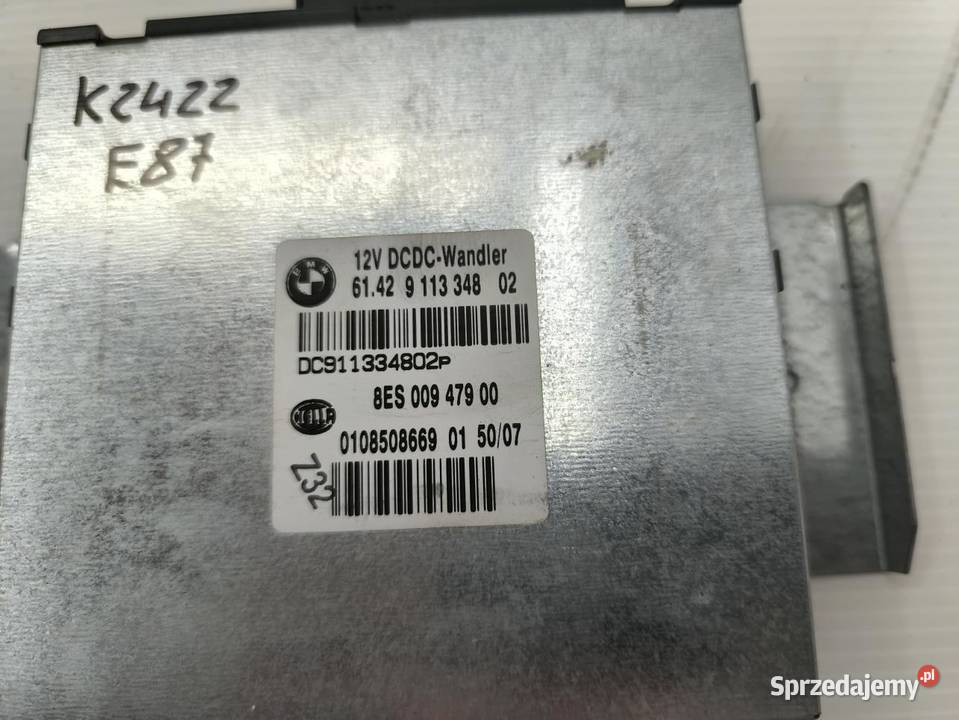 K2422
E87
BMW
12V DCDC-Wandler
61.42 9 113 348 02
DC911334802P
8ES 009 479 00
HELLA
0108508669 01 50/07
Z32
Sprzedajemy.pl